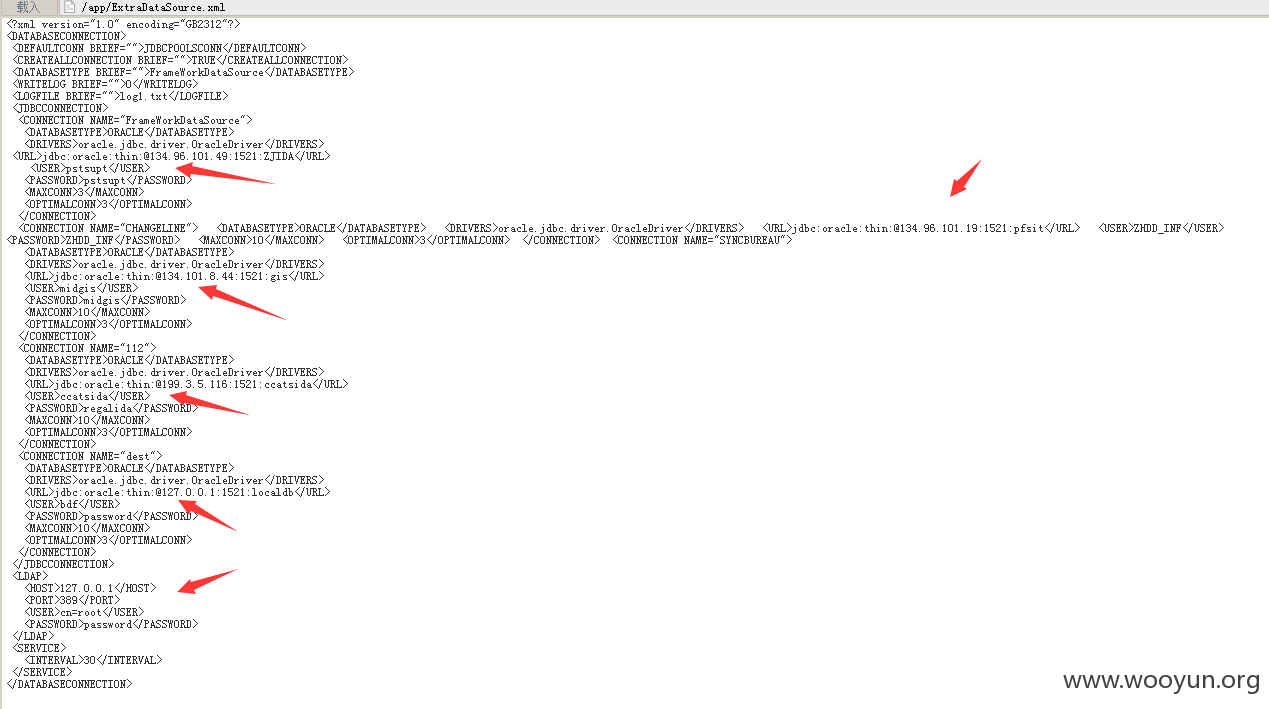 载入 /app/ExtraDataSource.xml
<?xml version="1.0" encoding="GB2312"?>
<DATABASECONNECTION>
<DEFAULTCONN BRIEF="">JDBCPOOLSCONN</DEFAULTCONN>
<CREATEALLCONNECTION BRIEF="">TRUE</CREATEALLCONNECTION>
<DATABASETYPE BRIEF="">FrameWorkDataSource</DATABASETYPE>
<WRITELOG BRIEF="">0</WRITELOG>
<LOGFILE BRIEF="">log1.txt</LOGFILE>
<JDBCCONNECTION>
<CONNECTION NAME="FrameWorkDataSource">
<DATABASETYPE>ORACLE</DATABASETYPE>
<DRIVERS>oracle.jdbc.driver.OracleDriver</DRIVERS>
<URL>jdbc:oracle:thin:@134.96.101.49:1521:ZJIDA</URL>
<USER>pstsupt</USER>
<PASSWORD>pstsupt</PASSWORD>
<MAXCONN>3</MAXCONN>
<OPTIMALCONN>3</OPTIMALCONN>
</CONNECTION>
<CONNECTION NAME="CHANGELINE"> <DATABASETYPE>ORACLE</DATABASETYPE> <DRIVERS>oracle.jdbc.driver.OracleDriver</DRIVERS> <URL>jdbc:oracle:thin:@134.96.101.19:1521:pfsit</URL> <USER>ZHDD_INF</USER>
<PASSWORD>ZHDD_INF</PASSWORD> <MAXCONN>10</MAXCONN> <OPTIMALCONN>3</OPTIMALCONN> </CONNECTION> <CONNECTION NAME="SYNCBUREAU">
<DATABASETYPE>ORACLE</DATABASETYPE>
<DRIVERS>oracle.jdbc.driver.OracleDriver</DRIVERS>
<URL>jdbc:oracle:thin:@134.101.8.44:1521:gis</URL>
<USER>midgis</USER>
<PASSWORD>midgis</PASSWORD>
<MAXCONN>10</MAXCONN>
<OPTIMALCONN>3</OPTIMALCONN>
</CONNECTION>
<CONNECTION NAME="112">
<DATABASETYPE>ORACLE</DATABASETYPE>
<DRIVERS>oracle.jdbc.driver.OracleDriver</DRIVERS>
<URL>jdbc:oracle:thin:@199.3.5.116:1521:ccatsida</URL>
<USER>ccatsida</USER>
<PASSWORD>regalida</PASSWORD>
<MAXCONN>10</MAXCONN>
<OPTIMALCONN>3</OPTIMALCONN>
</CONNECTION>
<CONNECTION NAME="dest">
<DATABASETYPE>ORACLE</DATABASETYPE>
<DRIVERS>oracle.jdbc.driver.OracleDriver</DRIVERS>
<URL>jdbc:oracle:thin:@127.0.0.1:1521:localdb</URL>
<USER>bdf</USER>
<PASSWORD>password</PASSWORD>
<MAXCONN>10</MAXCONN>
<OPTIMALCONN>3</OPTIMALCONN>
</CONNECTION>
</JDBCCONNECTION>
<LDAP>
<HOST>127.0.0.1</HOST>
<PORT>389</PORT>
<USER>cn=root</USER>
<PASSWORD>password</PASSWORD>
</LDAP>
<SERVICE>
<INTERVAL>30</INTERVAL>
</SERVICE>
</DATABASECONNECTION>
www.wooyun.org